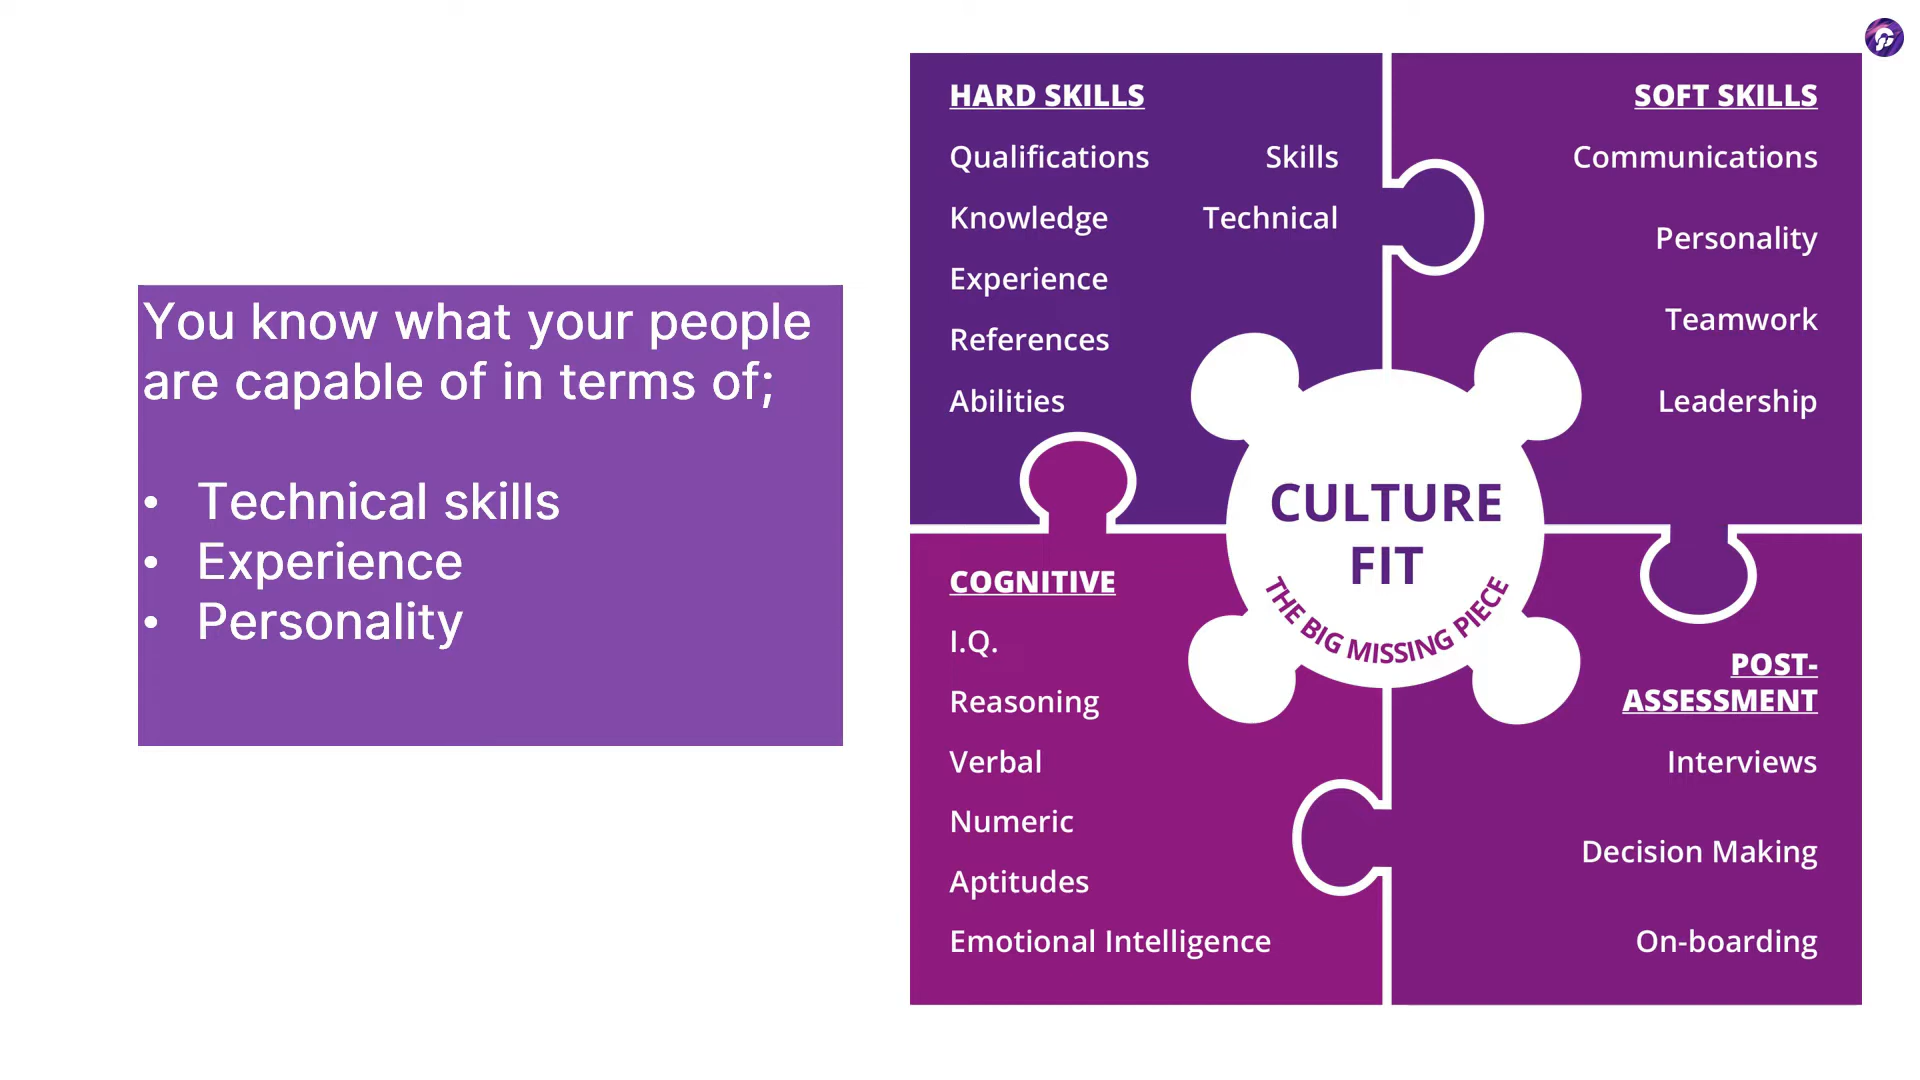 You know what your people
are capable of in terms of;
• Technical skills
• Experience
• Personality
HARD SKILLS
Qualifications Skills
Knowledge Technical
Experience
References
Abilities
SOFT SKILLS
Communications
Personality
Teamwork
Leadership
CULTURE
FIT
THE BIG MISSING PIECE
COGNITIVE
I.Q.
Reasoning
Verbal
Numeric
Aptitudes
Emotional Intelligence
POST-
ASSESSMENT
Interviews
Decision Making
On-boarding